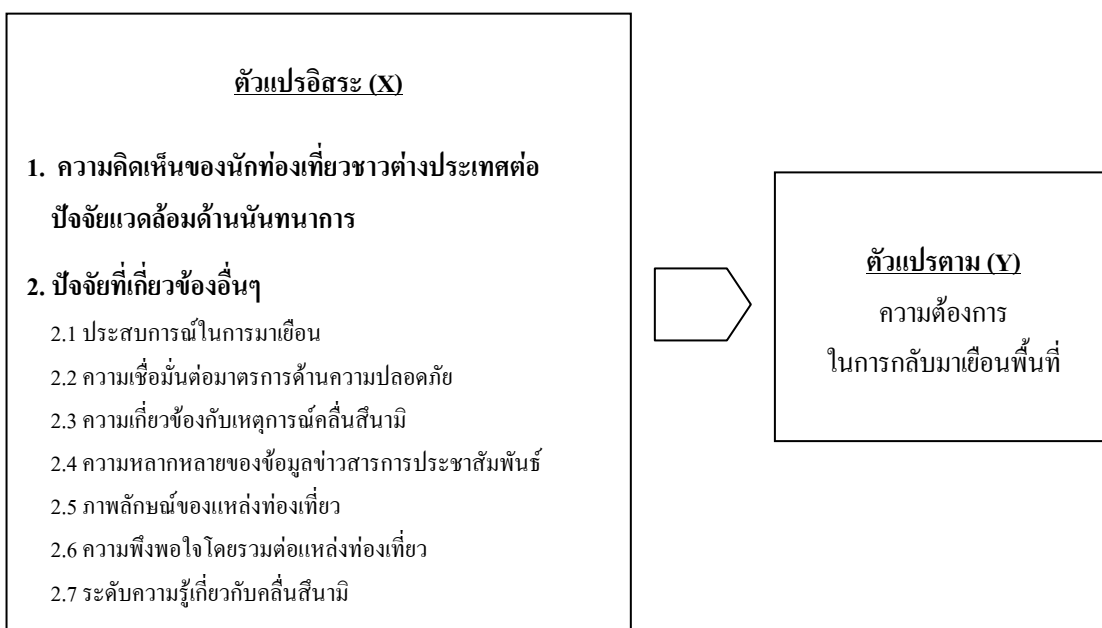 ตัวแปรอิสระ (X)
1. ความคิดเห็นของนักท่องเที่ยวชาวต่างประเทศต่อ
ปัจจัยแวดล้อมด้านนันทนาการ
2. ปัจจัยที่เกี่ยวข้องอื่นๆ
2.1 ประสบการณ์ในการมาเยือน
2.2 ความเชื่อมั่นต่อมาตรการด้านความปลอดภัย
2.3 ความเกี่ยวข้องกับเหตุการณ์คลื่นสึนามิ
2.4 ความหลากหลายของข้อมูลข่าวสารการประชาสัมพันธ์
2.5 ภาพลักษณ์ของแหล่งท่องเที่ยว
2.6 ความพึงพอใจโดยรวมต่อแหล่งท่องเที่ยว
2.7 ระดับความรู้เกี่ยวกับคลื่นสึนามิ
ตัวแปรตาม (Y)
ความต้องการ
ในการกลับมาเยือนพื้นที่